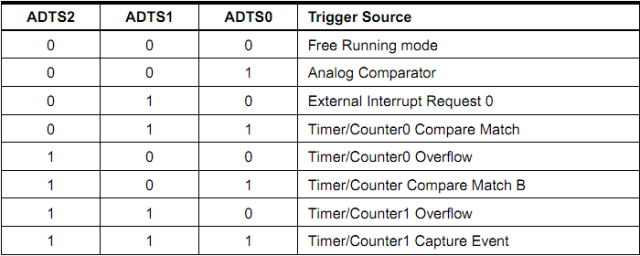 ADTS2 ADTS1 ADTS0 Trigger Source
0 0 0 Free Running mode
0 0 1 Analog Comparator
0 1 0 External Interrupt Request 0
0 1 1 Timer/Counter0 Compare Match
1 0 0 Timer/Counter0 Overflow
1 0 1 Timer/Counter Compare Match B
1 1 0 Timer/Counter1 Overflow
1 1 1 Timer/Counter1 Capture Event